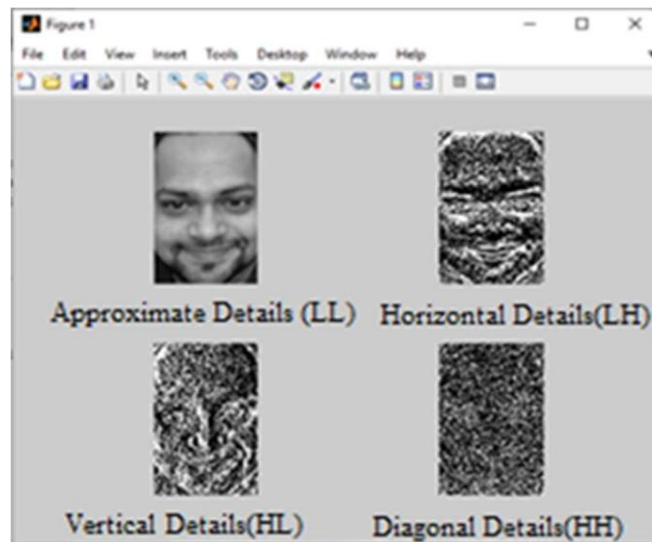 Figure 1
File Edit View Insert Tools Desktop Window Help
Approximate Details (LL)
Horizontal Details(LH)
Vertical Details(HL)
Diagonal Details(HH)